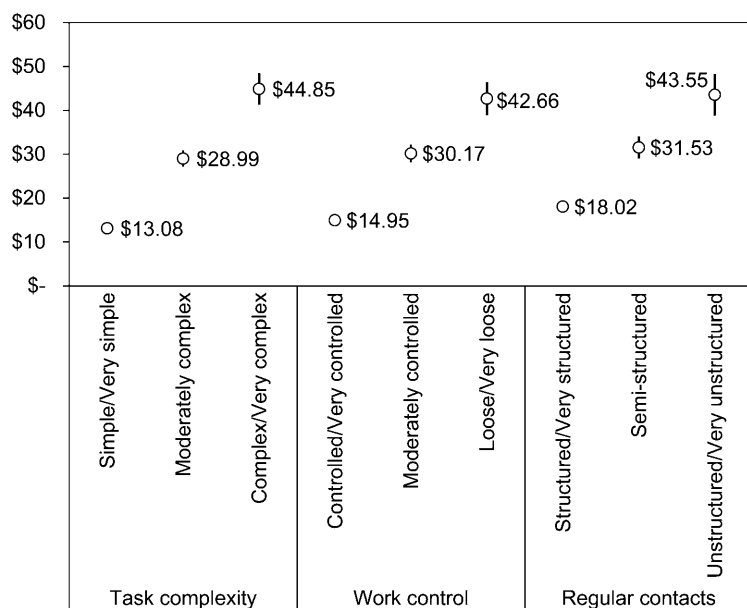 $60
$50
$40
$30
$20
$10
$-
$13.08
$28.99
$44.85
$14.95
$30.17
$42.66
$18.02
$31.53
$43.55
Simple/Very simple
Moderately complex
Complex/Very complex
Controlled/Very controlled
Moderately controlled
Loose/Very loose
Structured/Very structured
Semi-structured
Unstructured/Very unstructured
Task complexity
Work control
Regular contacts